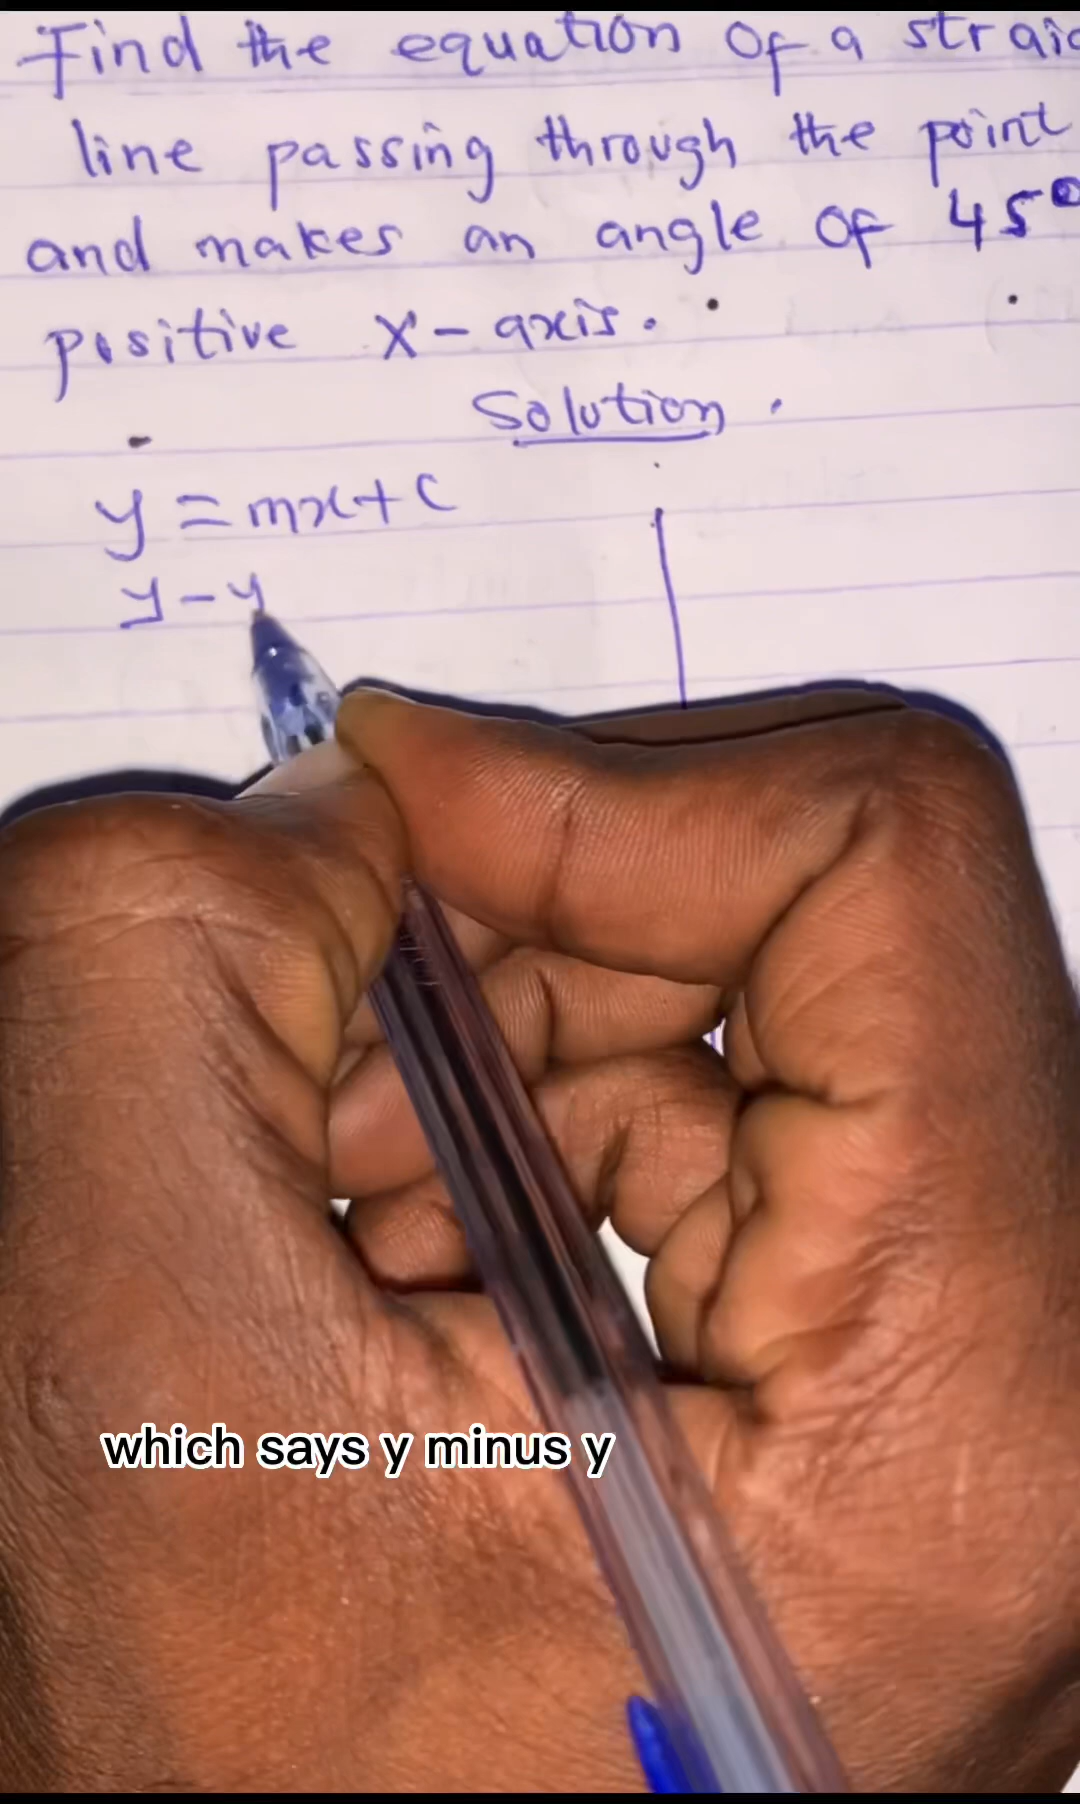 Find the equation of a straig
line passing through the point
and makes an angle of 45°
positive x-axis.
Solution.
y = mx + c
y - y
which says y minus y